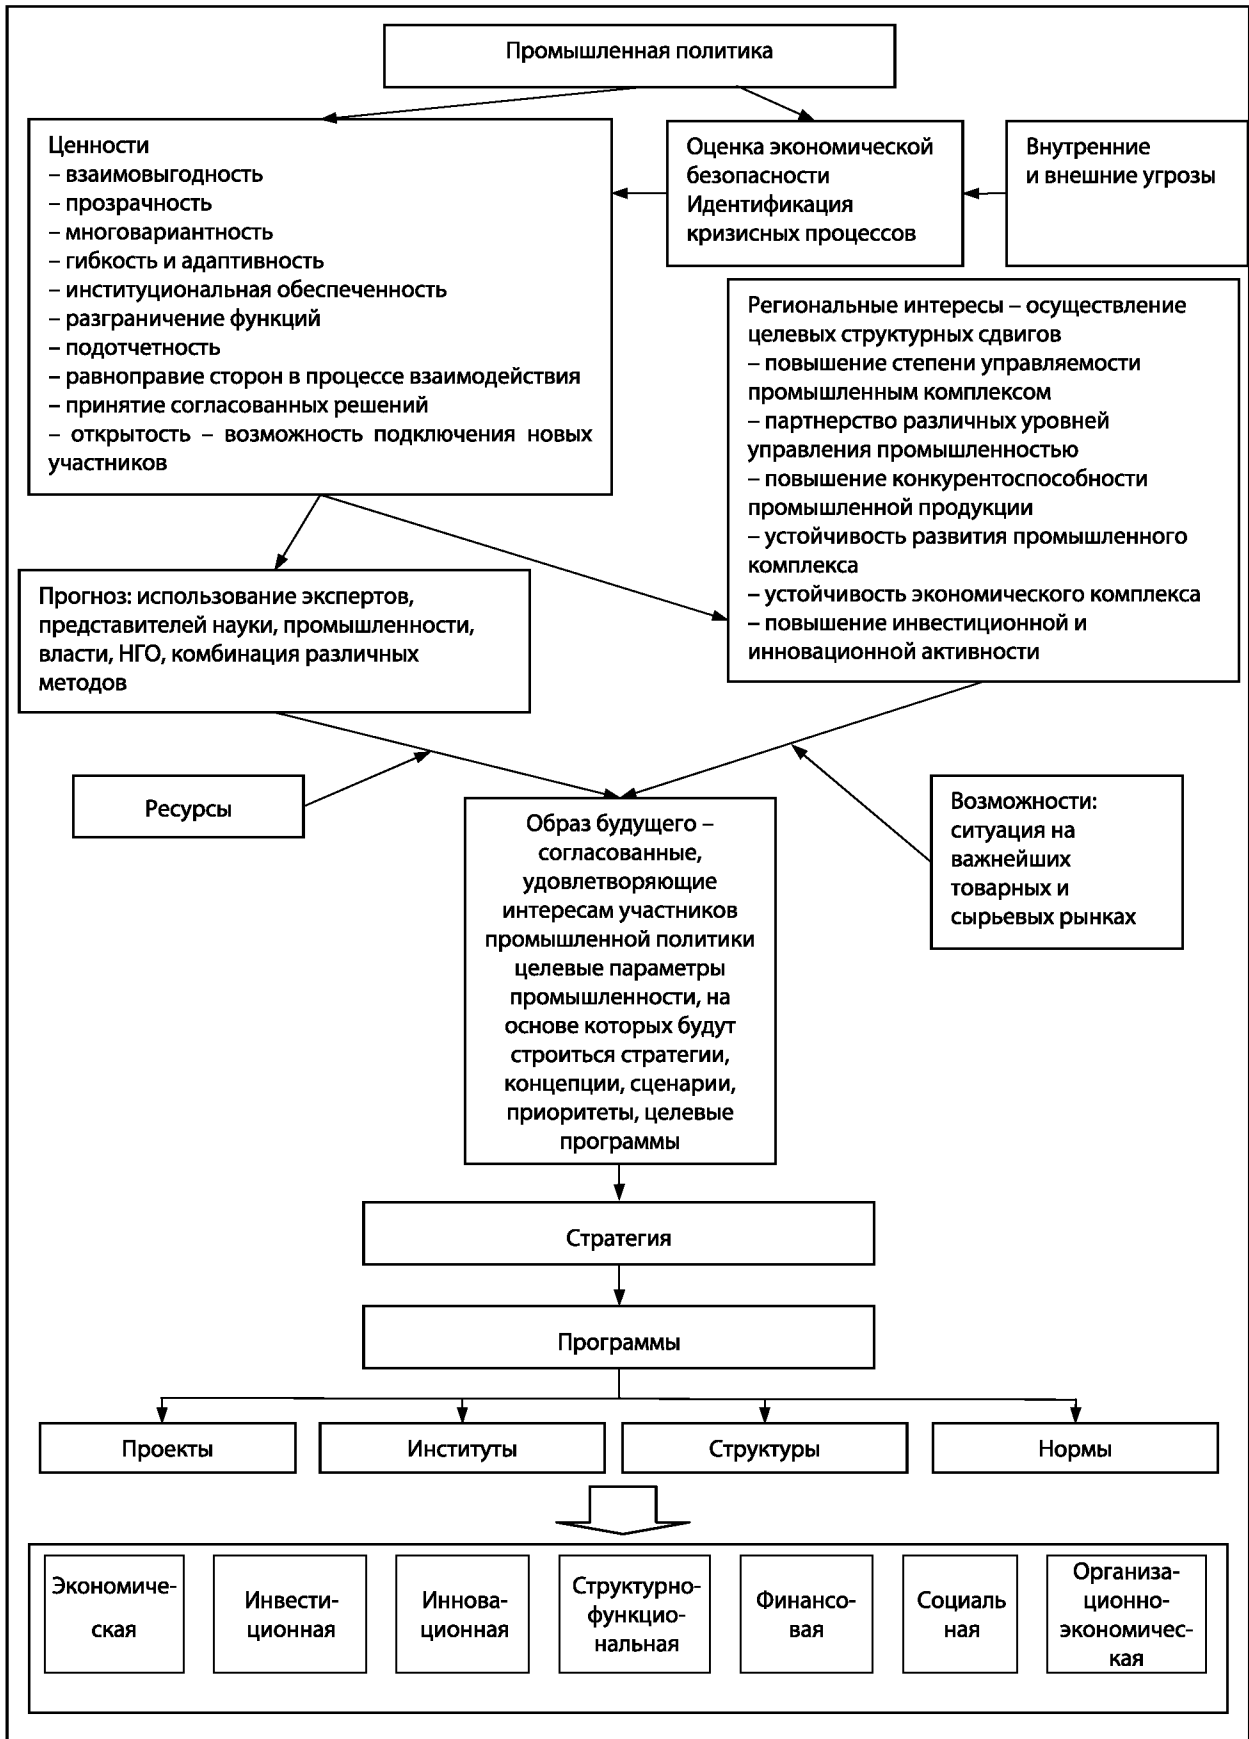 Промышленная политика
Ценности
– взаимовыгодность
– прозрачность
– многовариантность
– гибкость и адаптивность
– институциональная обеспеченность
– разграничение функций
– подотчетность
– равноправие сторон в процессе взаимодействия
– принятие согласованных решений
– открытость – возможность подключения новых
участников
Оценка экономической
безопасности
Идентификация
кризисных процессов
Внутренние
и внешние угрозы
Региональные интересы – осуществление
целевых структурных сдвигов
– повышение степени управляемости
промышленным комплексом
– партнерство различных уровней
управления промышленностью
– повышение конкурентоспособности
промышленной продукции
– устойчивость развития промышленного
комплекса
– устойчивость экономического комплекса
– повышение инвестиционной и
инновационной активности
Прогноз: использование экспертов,
представителей науки, промышленности,
власти, НГО, комбинация различных
методов
Ресурсы
Образ будущего –
согласованные,
удовлетворяющие
интересам участников
промышленной политики
целевые параметры
промышленности, на
основе которых будут
строиться стратегии,
концепции, сценарии,
приоритеты, целевые
программы
Возможности:
ситуация на
важнейших
товарных и
сырьевых рынках
Стратегия
Программы
Проекты
Институты
Структуры
Нормы
Экономиче-
ская
Инвести-
ционная
Иннова-
ционная
Структурно-
функцио-
нальная
Финансо-
вая
Социаль
ная
Организа-
ционно-
экономичес-
кая